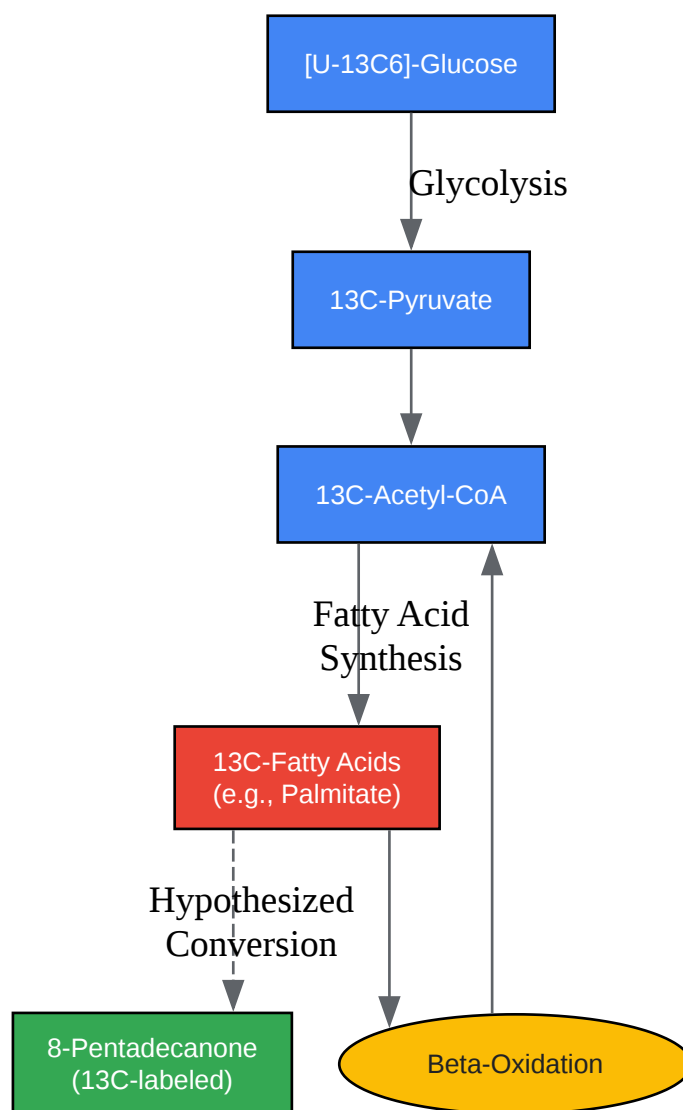 [U-13C6]-Glucose
Glycolysis
13C-Pyruvate
13C-Acetyl-CoA
Fatty Acid
Synthesis
13C-Fatty Acids
(e.g., Palmitate)
Hypothesized
Conversion
8-Pentadecanone
(13C-labeled)
Beta-Oxidation